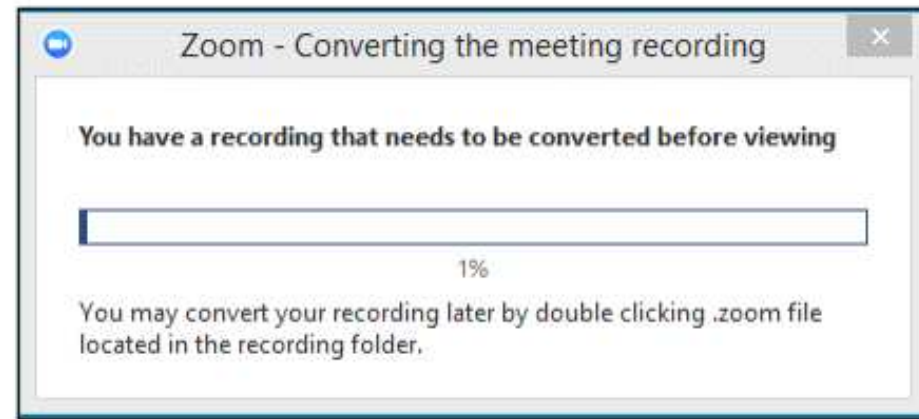 Zoom - Converting the meeting recording
You have a recording that needs to be converted before viewing
1%
You may convert your recording later by double clicking .zoom file
located in the recording folder.